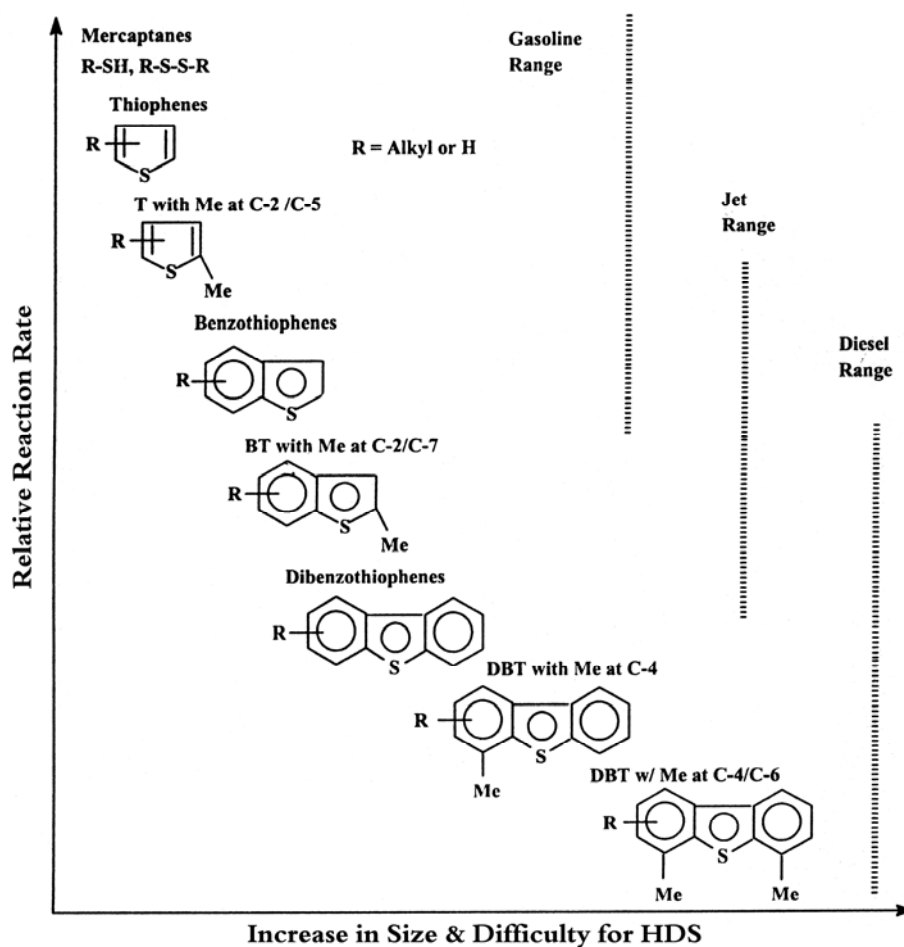 Mercaptanes
R-SH, R-S-S-R
Gasoline
Range
Thiophenes
R
S
R = Alkyl or H
T with Me at C-2 /C-5
R
S
Me
Jet
Range
Benzothiophenes
R
S
Diesel
Range
BT with Me at C-2/C-7
R
S
Me
Dibenzothiophenes
R
S
DBT with Me at C-4
R
S
Me
DBT w/ Me at C-4/C-6
R
S
Me
Me
Relative Reaction Rate
Increase in Size & Difficulty for HDS